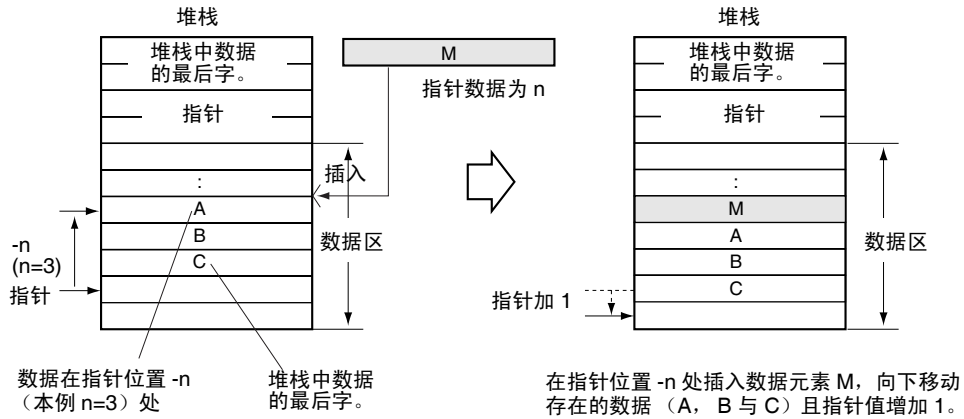 堆栈
堆栈中数据
的最后字。
指针
:
A
B
C
插入
数据区
-n
(n=3)
指针
数据在指针位置 -n
（本例 n=3）处
堆栈中数据
的最后字。
M
指针数据为 n
堆栈
堆栈中数据
的最后字。
指针
:
M
A
B
C
数据区
指针加 1
在指针位置 -n 处插入数据元素 M，向下移动
存在的数据 （A， B 与 C）且指针值增加 1。